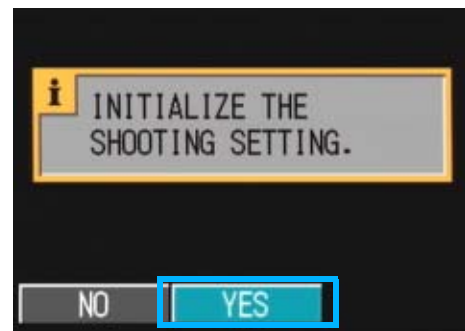 i
INITIALIZE THE
SHOOTING SETTING.
NO YES